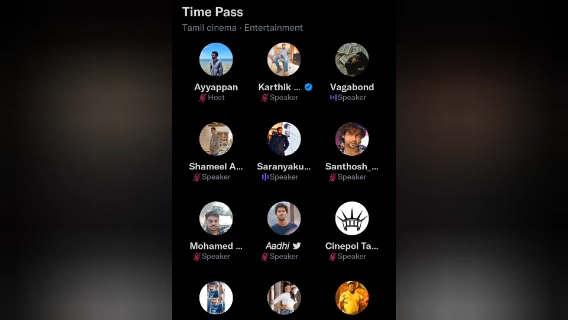 Time Pass
Tamil cinema · Entertainment
Ayyappan
Host
Karthik ...
Speaker
Vagabond
Speaker
Shameel A...
Speaker
Saranyaku...
Speaker
Santhosh_...
Speaker
Mohamed ...
Speaker
Aadhi
Speaker
Cinepol Ta...
Speaker